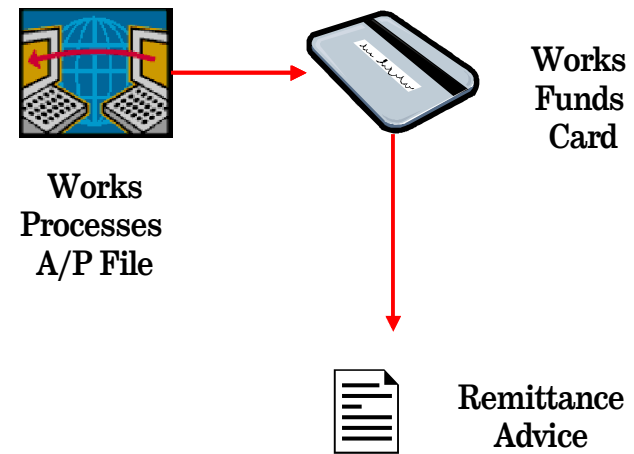 Works
Funds
Card
Works
Processes
A/P File
Remittance
Advice